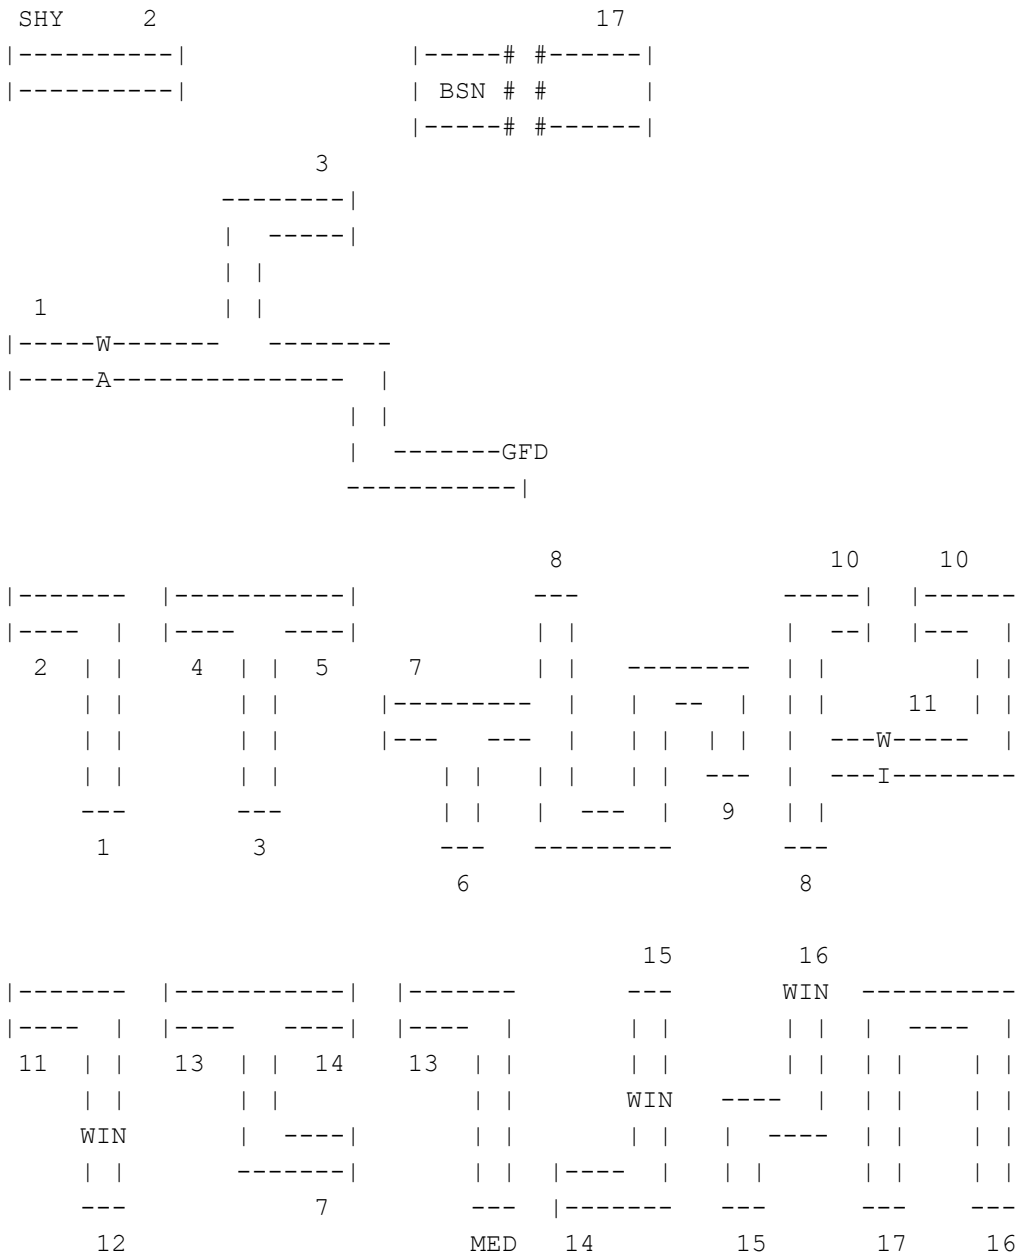 SHY     2                            17
|----------|              |-----# #------|
|----------|              | BSN # #      |
                          |-----# #------|
                    3
              --------|
              |  -----|
              | |
 1            | |
|-----W-------   --------
|-----A---------------  |
                      | |
                      |  -------GFD
                      -----------|

                                   8                 10     10
|-------  |-----------|           ---             -----|  |------
|----  |  |----   ----|           | |             |  --|  |---  |
 2   | |   4   | |   5     7      | |   --------  | |         | |
     | |       | |      |---------  |   |  --  |  | |     11  | |
     | |       | |      |---   ---  |   | |  | |  |  ---W-----  |
     | |       | |          | |   | |   | |  ---  |  ---I--------
     ---       ---          | |   |  ---  |   9   | |
      1         3           ---   ---------       ---
                             6                     8

                                         15        16
|-------  |-----------|  |-------       ---       WIN  ----------
|----  |  |----   ----|  |----  |       | |       | |  |  ----  |
11   | |  13   | |   14   13  | |       | |       | |  | |    | |
     | |       | |            | |       WIN   ----  |  | |    | |
     WIN       |  ----|       | |       | |   |  ----  | |    | |
     | |       -------|       | |  |----  |   | |      | |    | |
     ---            7         ---  |-------   ---      ---    ---
      12                      MED   14         15       17     16